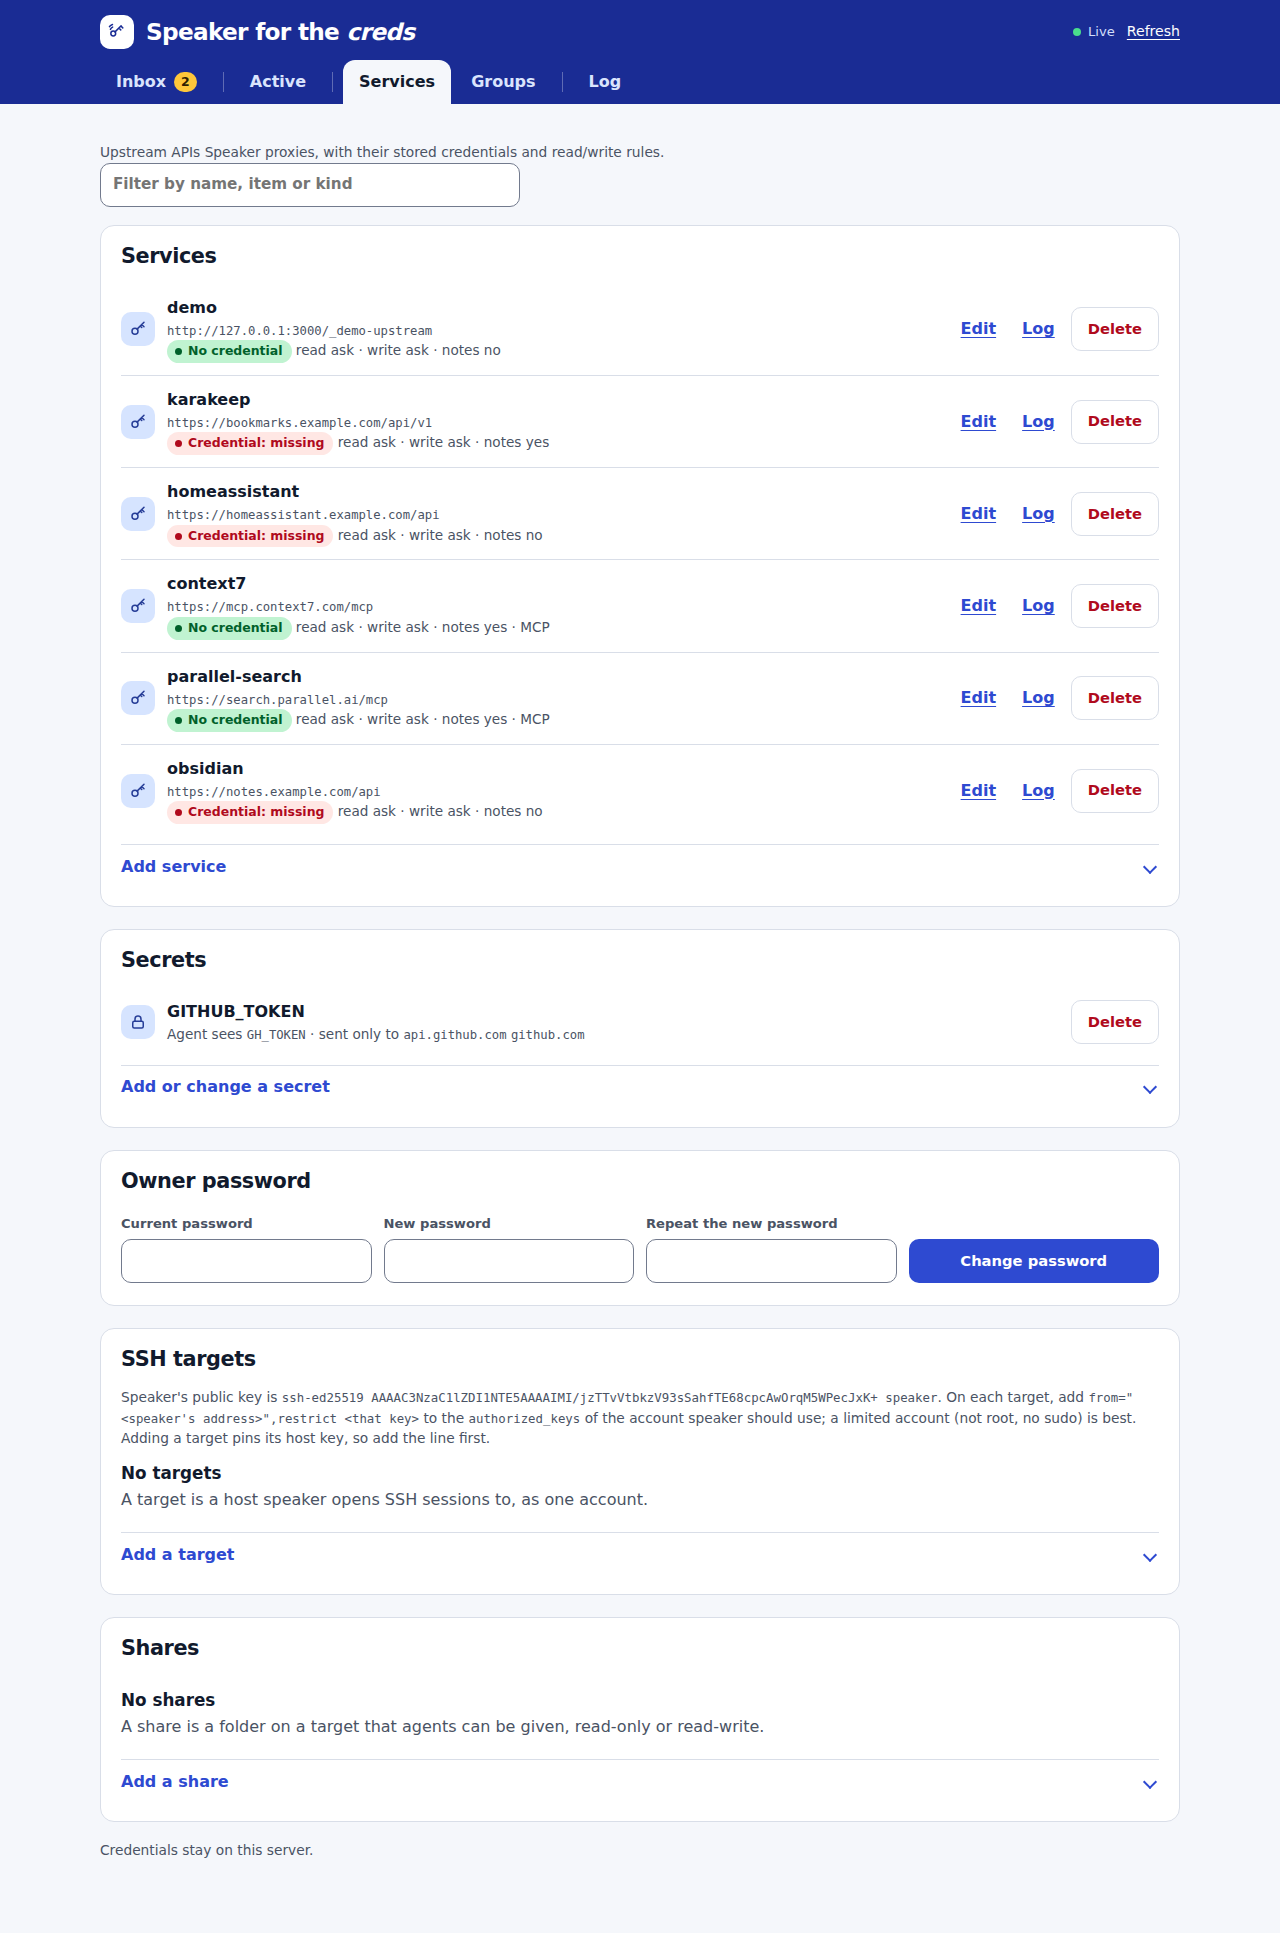 Speaker for the creds
Live Refresh
Inbox 2 Active Services Groups Log
Upstream APIs Speaker proxies, with their stored credentials and read/write rules.
Filter by name, item or kind
Services
demo
http://127.0.0.1:3000/_demo-upstream
No credential read ask · write ask · notes no
Edit Log Delete
karakeep
https://bookmarks.example.com/api/v1
Credential: missing read ask · write ask · notes yes
Edit Log Delete
homeassistant
https://homeassistant.example.com/api
Credential: missing read ask · write ask · notes no
Edit Log Delete
context7
https://mcp.context7.com/mcp
No credential read ask · write ask · notes yes · MCP
Edit Log Delete
parallel-search
https://search.parallel.ai/mcp
No credential read ask · write ask · notes yes · MCP
Edit Log Delete
obsidian
https://notes.example.com/api
Credential: missing read ask · write ask · notes no
Edit Log Delete
Add service
Secrets
GITHUB_TOKEN
Agent sees GH_TOKEN · sent only to api.github.com github.com
Delete
Add or change a secret
Owner password
Current password New password Repeat the new password
Change password
SSH targets
Speaker's public key is ssh-ed25519 AAAAC3NzaC1lZDI1NTE5AAAAIMI/jzTTvVtbkzV93sSahfTE68cpcAwOrqM5WPecJxK+ speaker. On each target, add from="
<speaker's address>",restrict <that key> to the authorized_keys of the account speaker should use; a limited account (not root, no sudo) is best.
Adding a target pins its host key, so add the line first.
No targets
A target is a host speaker opens SSH sessions to, as one account.
Add a target
Shares
No shares
A share is a folder on a target that agents can be given, read-only or read-write.
Add a share
Credentials stay on this server.